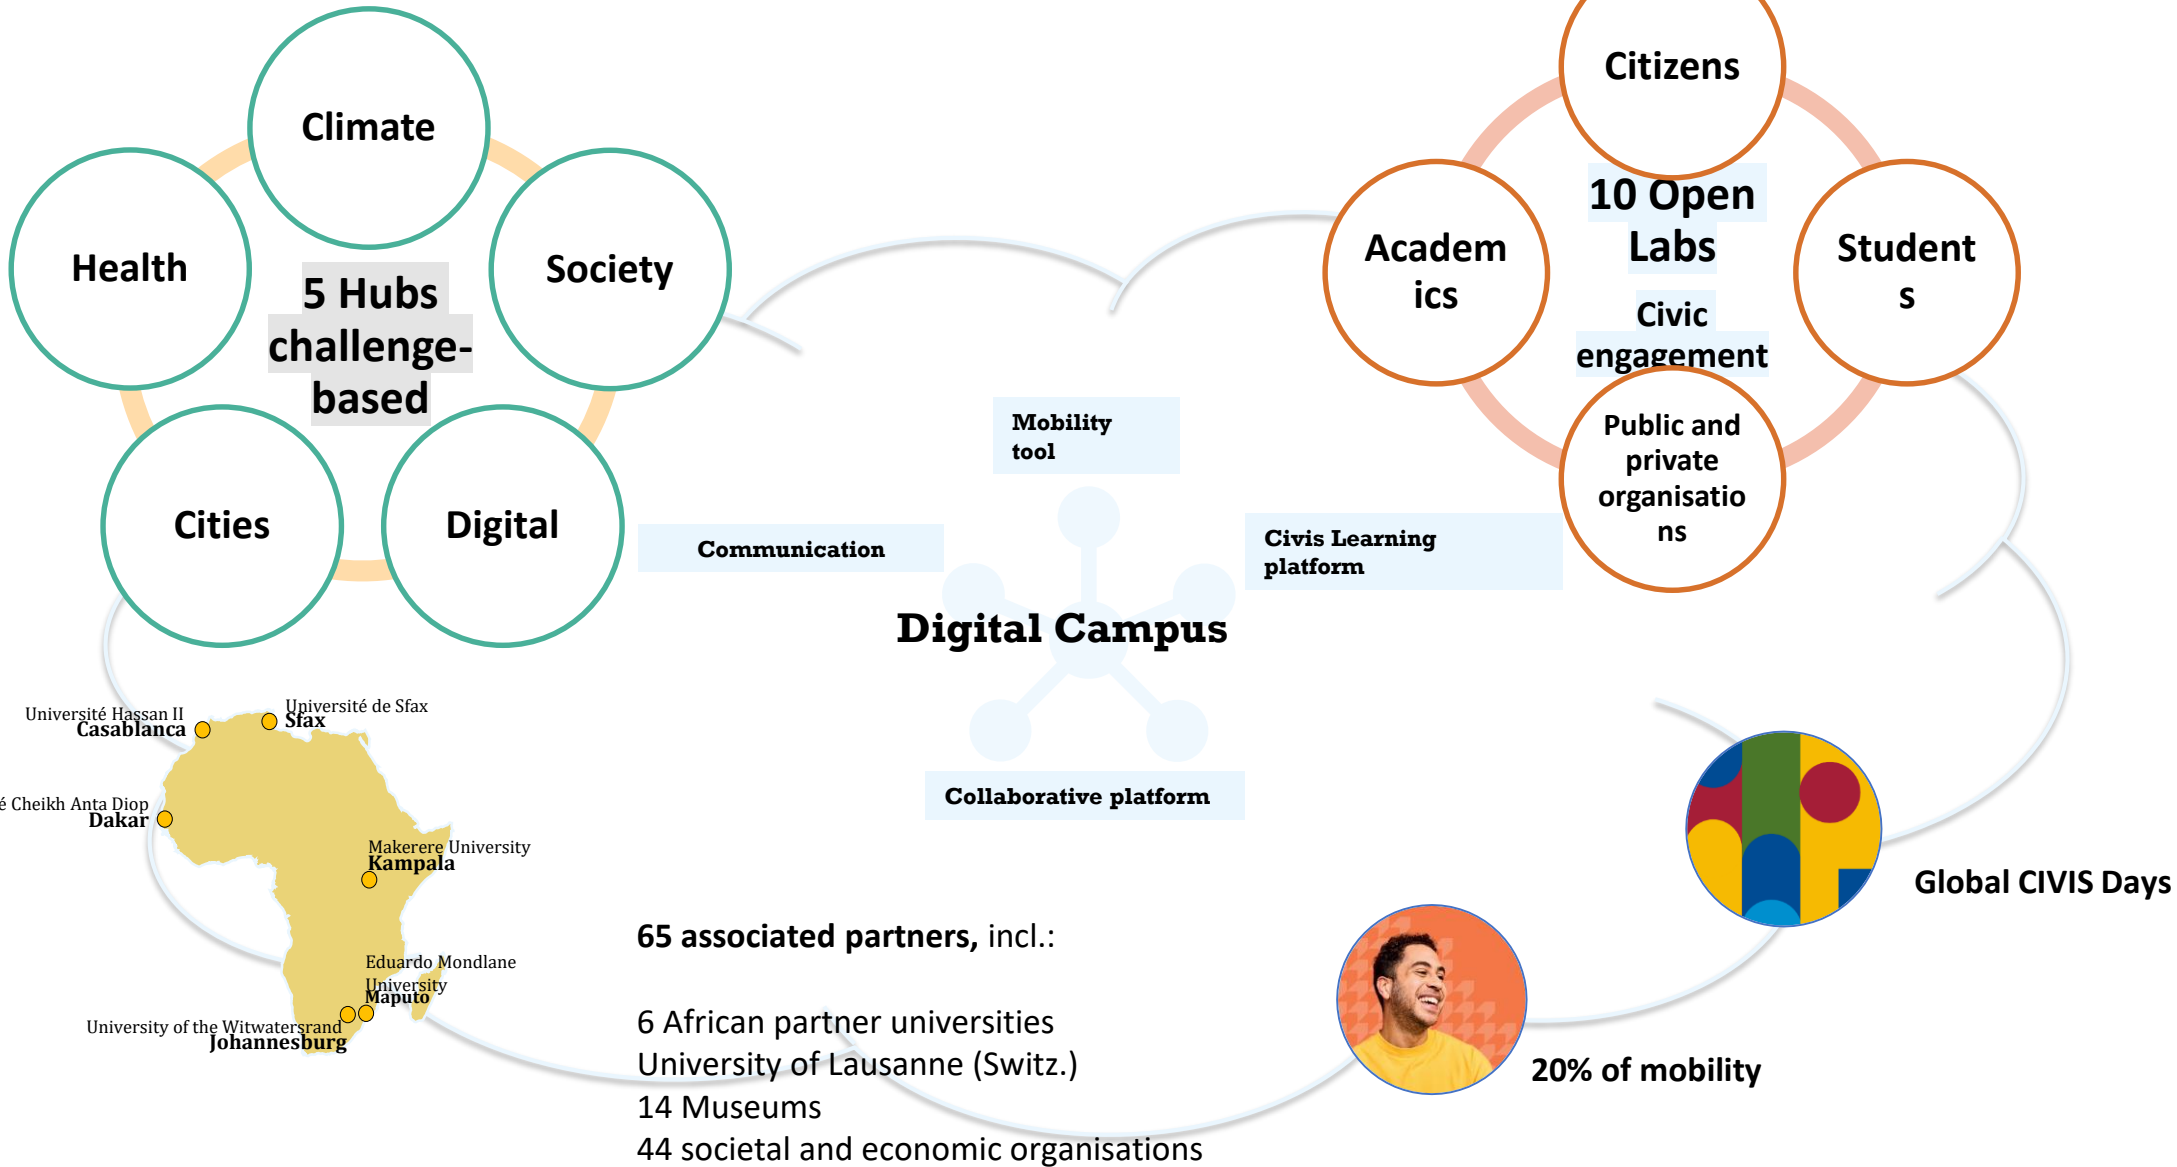 Climate
Health
Society
5 Hubs
challenge-
based
Cities
Digital
Citizens
Academ
ics
10 Open
Labs
Civic
engagement
Student
s
Public and
private
organisatio
ns
Mobility
tool
Communication
Civis Learning
platform
Digital Campus
Collaborative platform
Université Hassan II
Casablanca
Université de Sfax
Sfax
é Cheikh Anta Diop
Dakar
Makerere University
Kampala
Eduardo Mondlane
University
Maputo
University of the Witwatersrand
Johannesburg
65 associated partners, incl.:
6 African partner universities
University of Lausanne (Switz.)
14 Museums
44 societal and economic organisations
20% of mobility
Global CIVIS Days